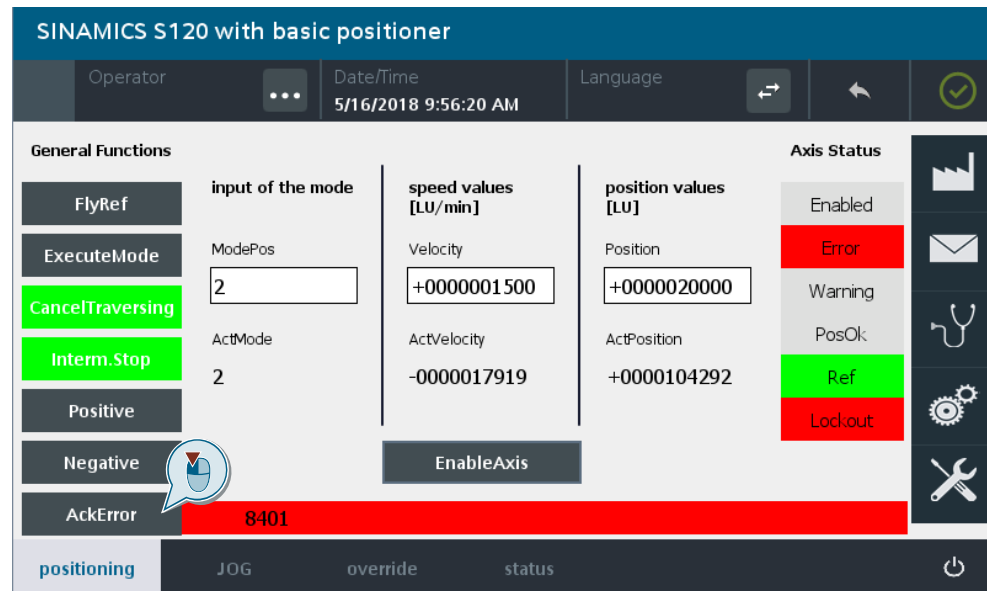 SINAMICS S120 with basic positioner
Operator
...
Date/Time
5/16/2018 9:56:20 AM
Language
General Functions
FlyRef
ExecuteMode
CancelTraversing
Interm.Stop
Positive
Negative
AckError
input of the mode
ModePos
2
ActMode
2
speed values
[LU/min]
Velocity
+0000001500
ActVelocity
-0000017919
position values
[LU]
Position
+0000020000
ActPosition
+0000104292
EnableAxis
Axis Status
Enabled
Error
Warning
PosOk
Ref
Lockout
8401
positioning
JOG
override
status